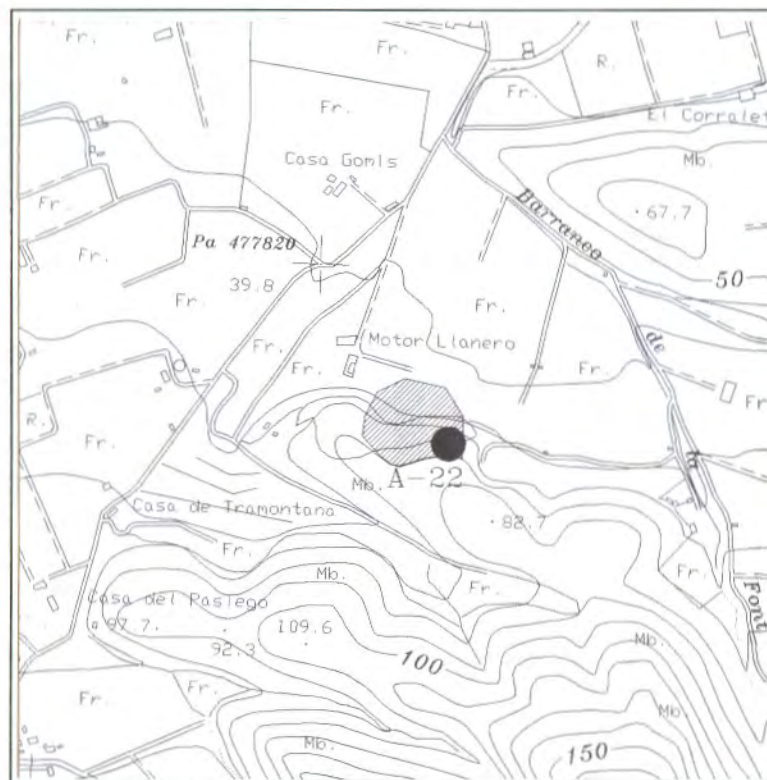 Fr.
Fr.
Fr.
R.
Fr.
El Corralet
Mb.
Casa Gomis
Fr.
Barranco
67.7
Pa 477820
50
39.8
Fr.
Fr.
de
Motor Llanero
Fr.
Fr.
Fr.
Fr
R.
Fr.
la
Mb.
A-22
Casa de Tramontana
82.7
Fr.
Mb.
Fr.
Fr.
Font
Casa del Pasiego
97.7.
109.6
92.3
Mb.
100
Fr.
Fr.
Mb.
Mb.
150